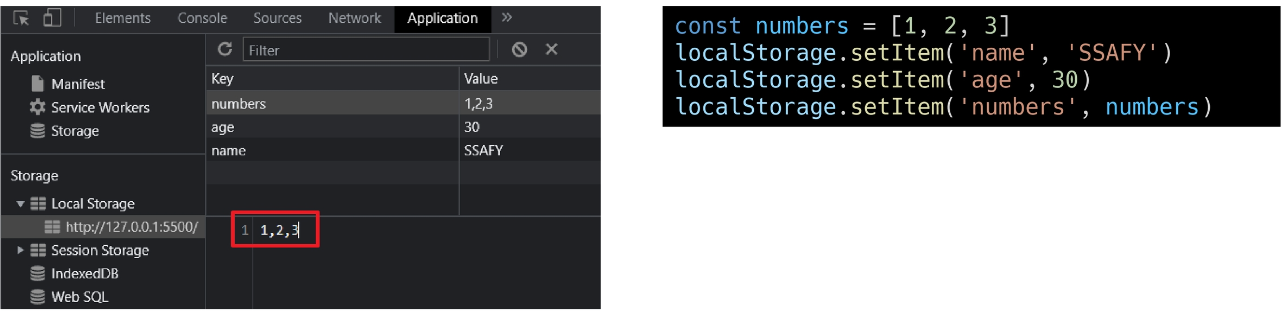 Elements Console Sources Network Application »
Application
Manifest
Service Workers
Storage
Storage
Local Storage
http://127.0.0.1:5500/
Session Storage
IndexedDB
Web SQL
Filter
Key Value
numbers 1,2,3
age 30
name SSAFY
1 1,2,3
const numbers = [1, 2, 3]
localStorage.setItem('name', 'SSAFY')
localStorage.setItem('age', 30)
localStorage.setItem('numbers', numbers)